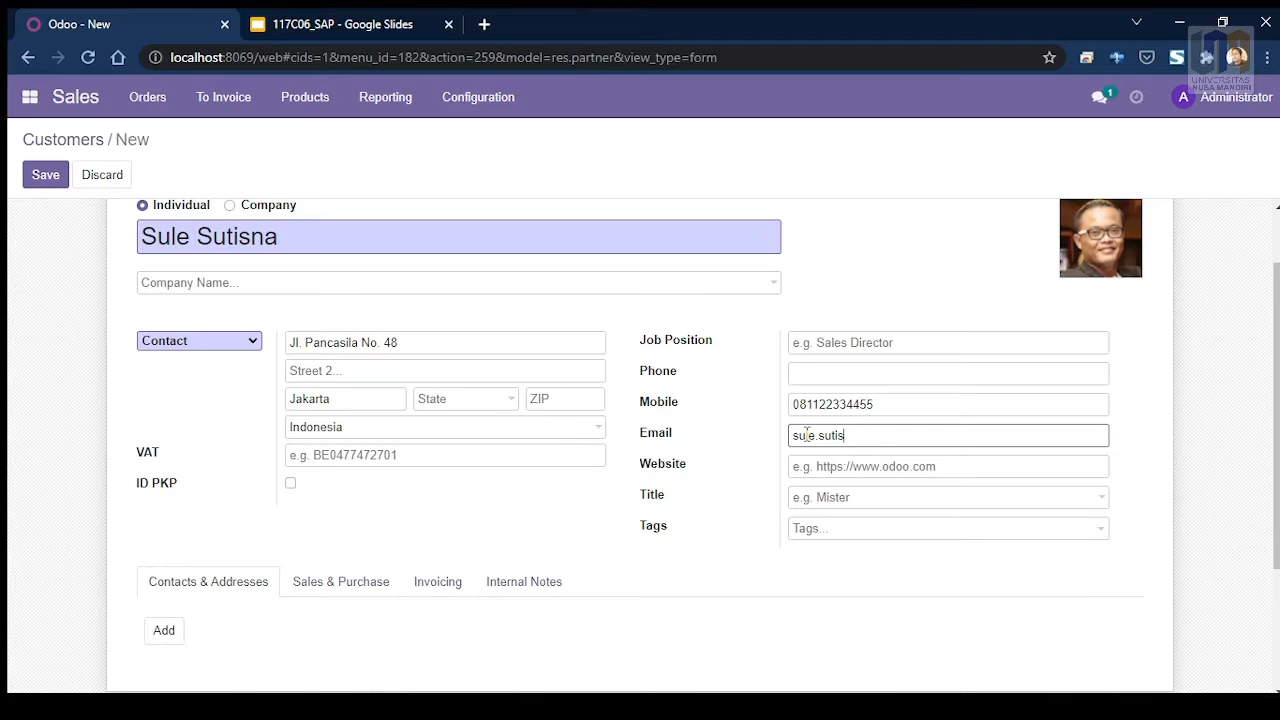 Odoo - New
117C06_SAP - Google Slides
localhost:8069/web#cids=1&menu_id=182&action=259&model=res.partner&view_type=form
UNIVERSITAS
NUSA MANDIRI
Sales
Orders
To Invoice
Products
Reporting
Configuration
1
A
Administrator
Customers / New
Save
Discard
Individual
Company
Sule Sutisna
Company Name...
Contact
Jl. Pancasila No. 48
Street 2...
Jakarta
State
ZIP
Indonesia
VAT
e.g. BE0477472701
ID PKP
Job Position
e.g. Sales Director
Phone
Mobile
081122334455
Email
sule.sutis
Website
e.g. https://www.odoo.com
Title
e.g. Mister
Tags
Tags...
Contacts & Addresses
Sales & Purchase
Invoicing
Internal Notes
Add